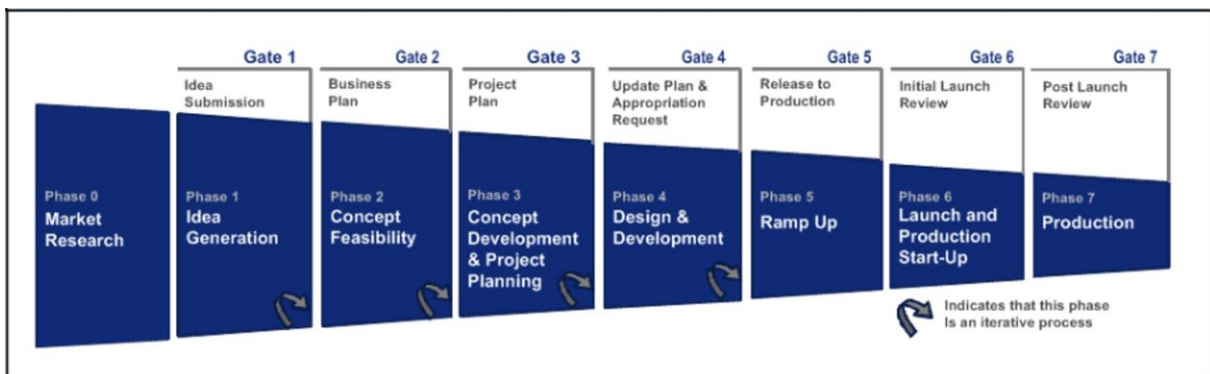 Gate 1
Idea
Submission
Gate 2
Business
Plan
Gate 3
Project
Plan
Gate 4
Update Plan &
Appropriation
Request
Gate 5
Release to
Production
Gate 6
Initial Launch
Review
Gate 7
Post Launch
Review
Phase 0
Market
Research
Phase 1
Idea
Generation
Phase 2
Concept
Feasibility
Phase 3
Concept
Development
& Project
Planning
Phase 4
Design &
Development
Phase 5
Ramp Up
Phase 6
Launch and
Production
Start-Up
Phase 7
Production
Indicates that this phase
Is an iterative process